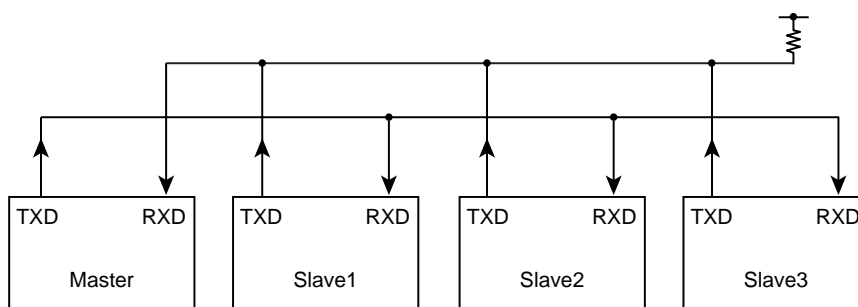 TXD RXD TXD RXD TXD RXD TXD RXD
Master Slave1 Slave2 Slave3